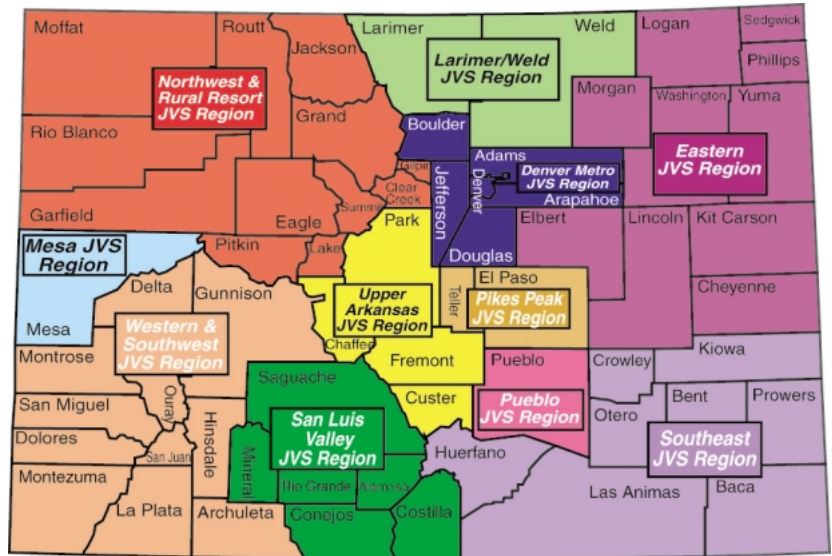 Moffat
Routt
Jackson
Larimer
Weld
Logan
Sedgwick
Phillips
Northwest &
Rural Resort
JVS Region
Larimer/Weld
JVS Region
Morgan
Washington
Yuma
Rio Blanco
Grand
Boulder
Eastern
JVS Region
Adams
Denver Metro
JVS Region
Arapahoe
Gilpin
Clear
Creek
Jefferson
Denver
Garfield
Eagle
Summit
Park
Douglas
Elbert
Lincoln
Kit Carson
Mesa JVS
Region
Pitkin
Lake
Delta
Gunnison
Upper
Arkansas
JVS Region
Teller
El Paso
Pikes Peak
JVS Region
Cheyenne
Mesa
Western &
Southwest
JVS Region
Chaffee
Fremont
Pueblo
Crowley
Kiowa
Montrose
Saguache
Custer
Pueblo
JVS Region
Otero
Bent
Prowers
San Miguel
Ouray
Hinsdale
San Luis
Valley
JVS Region
Southeast
JVS Region
Dolores
San Juan
Mineral
Huerfano
Montezuma
Rio Grande
Alamosa
Las Animas
Baca
La Plata
Archuleta
Conejos
Costilla